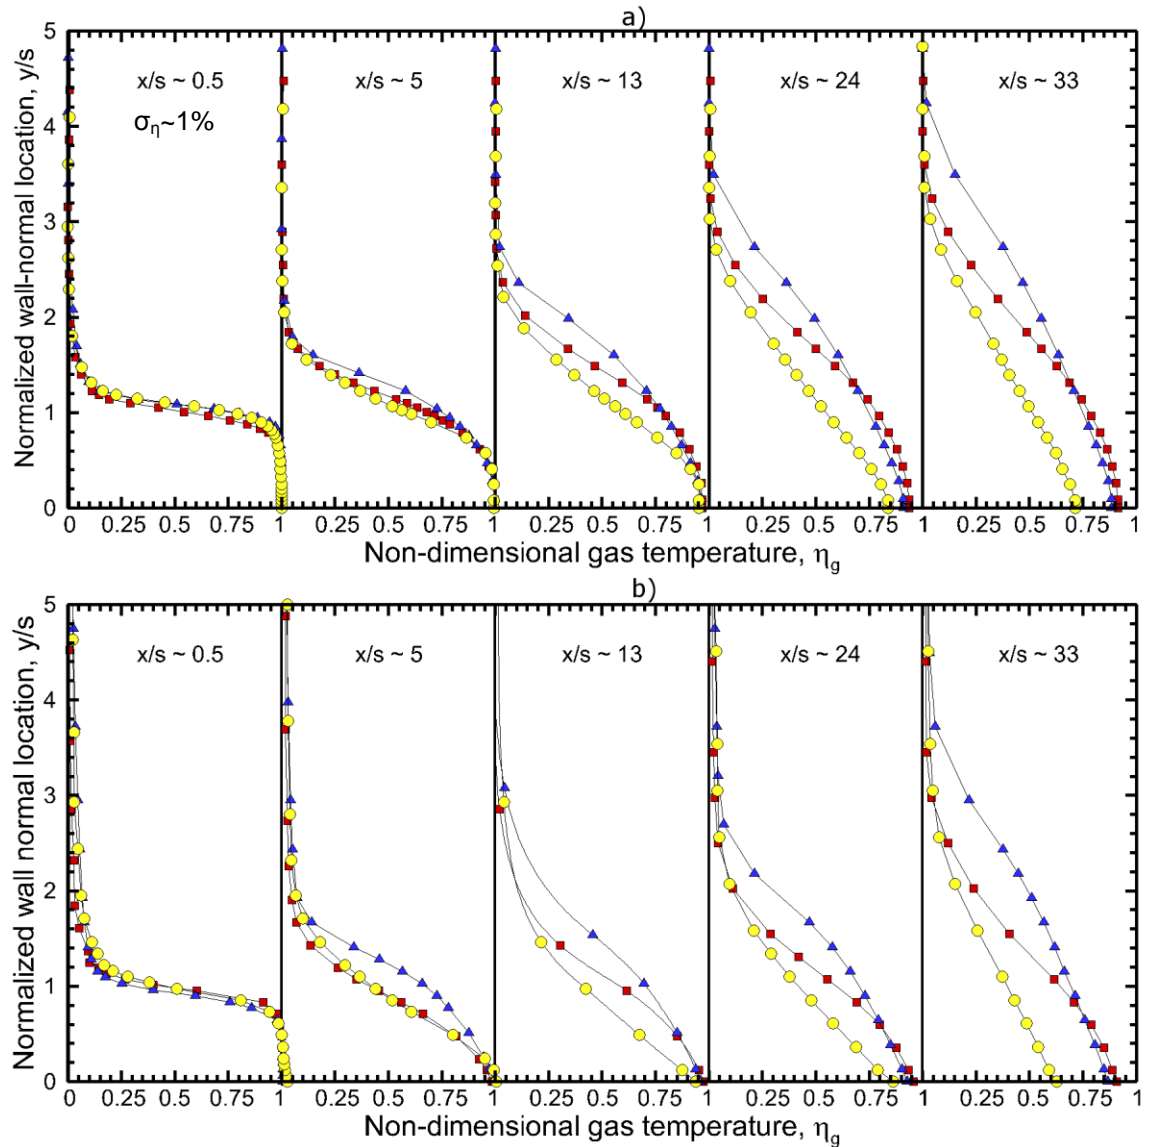 a)
Normalized wall-normal location, y/s
5
4
3
2
1
0
x/s ~ 0.5
x/s ~ 5
x/s ~ 13
x/s ~ 24
x/s ~ 33
ση~1%
0 0.25 0.5 0.75 1 0.25 0.5 0.75 1 0.25 0.5 0.75 1 0.25 0.5 0.75 1 0.25 0.5 0.75 1
Non-dimensional gas temperature, ηg
b)
Normalized wall normal location, y/s
5
4
3
2
1
0
x/s ~ 0.5
x/s ~ 5
x/s ~ 13
x/s ~ 24
x/s ~ 33
0.25 0.5 0.75 1 0.25 0.5 0.75 1 0.25 0.5 0.75 1 0.25 0.5 0.75 1 0.25 0.5 0.75 1
Non-dimensional gas temperature, ηg